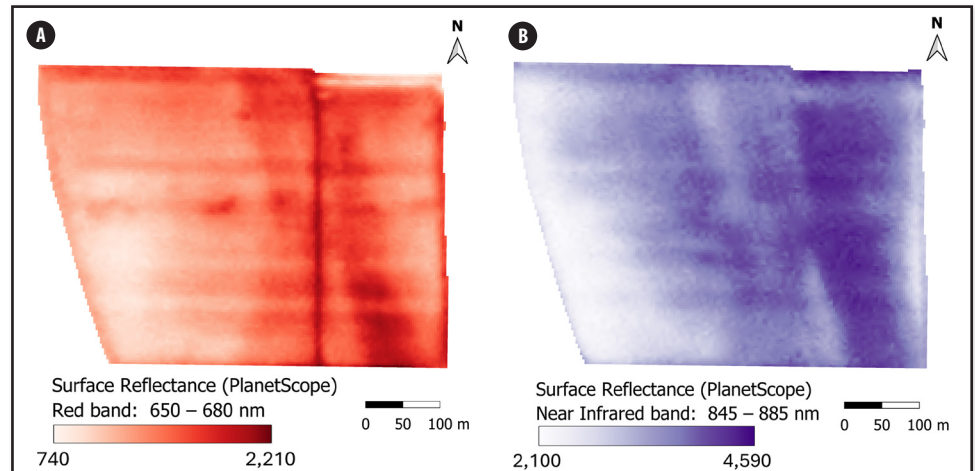 A
N
Surface Reflectance (PlanetScope)
Red band: 650 – 680 nm
740
2,210
0 50 100 m
B
N
Surface Reflectance (PlanetScope)
Near Infrared band: 845 – 885 nm
2,100
4,590
0 50 100 m